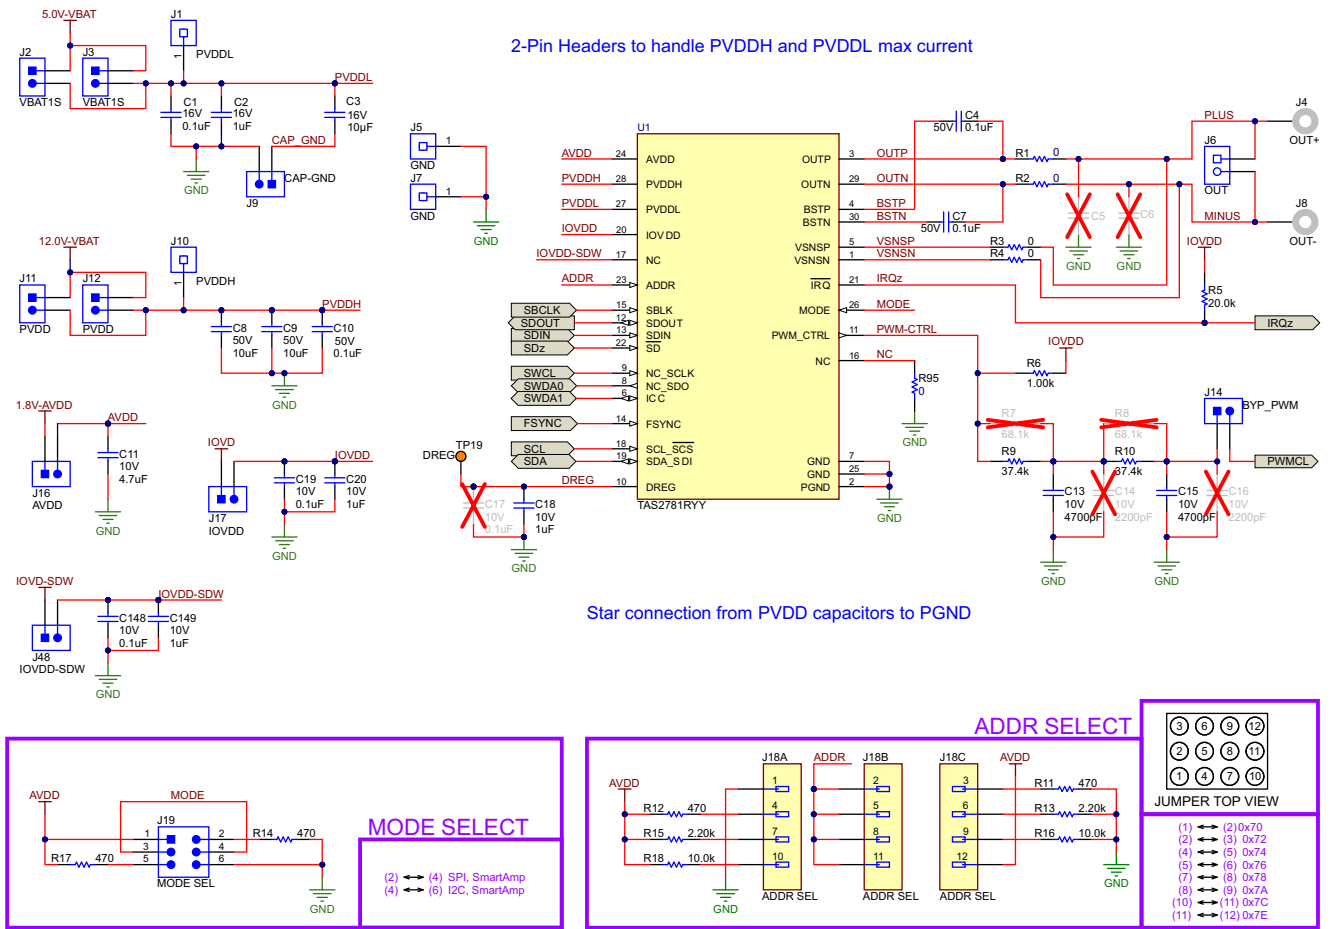 5.0V-VBAT
J1
PVDDL
1
J2
VBAT1S
J3
VBAT1S
PVDDL
C1
16V
0.1uF
C2
16V
1uF
C3
16V
10µF
CAP_GND
GND
J9
CAP-GND
2-Pin Headers to handle PVDDH and PVDDL max current
J5
1
GND
J7
1
GND
GND
12.0V-VBAT
J10
PVDDH
1
J11
PVDD
J12
PVDD
PVDDH
C8
50V
10uF
C9
50V
10uF
C10
50V
0.1uF
GND
1.8V-AVDD
AVDD
J16
AVDD
C11
10V
4.7uF
GND
IOVD
IOVDD
J17
IOVDD
C19
10V
0.1uF
C20
10V
1uF
GND
IOVD-SDW
IOVDD-SDW
J48
IOVDD-SDW
C148
10V
0.1uF
C149
10V
1uF
GND
U1
AVDD 24 AVDD
PVDDH 28 PVDDH
PVDDL 27 PVDDL
IOVDD 20 IOVDD
IOVDD-SDW 17 NC
ADDR 23 ADDR
SBCLK 15 SBLK
SDOUT 12 SDOUT
SDIN 13 SDIN
SDz 22 SD
SWCL 9 NC_SCLK
SWDA0 8 NC_SDO
SWDA1 6 ICC
FSYNC 14 FSYNC
SCL 18 SCL_SCS
SDA 19 SDA_SDI
DREG 10 DREG
TAS2781RYY
OUTP 3 OUTP
OUTN 29 OUTN
BSTP 4 BSTP
BSTN 30 BSTN
VSNSP 5 VSNSP
VSNSN 1 VSNSN
IRQ 21 IRQz
MODE 26 MODE
PWM_CTRL 11 PWM-CTRL
NC 16 NC
GND 7
GND 25
PGND 2
GND
TP19
DREG
C17
10V
0.1uF
C18
10V
1uF
GND
C4
50V 0.1uF
C7
50V 0.1uF
R1 0
R2 0
R3 0
R4 0
C5
C6
GND
GND
PLUS
MINUS
J6
OUT
J4
OUT+
J8
OUT-
IOVDD
R5
20.0k
IRQz
IOVDD
R6
1.00k
R95
0
GND
R7
68.1k
R8
68.1k
R9
37.4k
R10
37.4k
J14
BYP_PWM
PWMCL
C13
10V
4700pF
C14
10V
2200pF
C15
10V
4700pF
C16
10V
2200pF
GND
GND
Star connection from PVDD capacitors to PGND
AVDD
MODE
J19
1
2
3
4
5
6
MODE SEL
R17 470
R14 470
GND
MODE SELECT
(2) ↔ (4) SPI, SmartAmp
(4) ↔ (6) I2C, SmartAmp
ADDR SELECT
AVDD
R12 470
R15 2.20k
R18 10.0k
GND
J18A
1
4
7
10
ADDR SEL
ADDR
J18B
2
5
8
11
ADDR SEL
J18C
3
6
9
12
ADDR SEL
AVDD
R11 470
R13 2.20k
R16 10.0k
GND
3 6 9 12
2 5 8 11
1 4 7 10
JUMPER TOP VIEW
(1) ↔ (2) 0x70
(2) ↔ (3) 0x72
(4) ↔ (5) 0x74
(5) ↔ (6) 0x76
(7) ↔ (8) 0x78
(8) ↔ (9) 0x7A
(10) ↔ (11) 0x7C
(11) ↔ (12) 0x7E